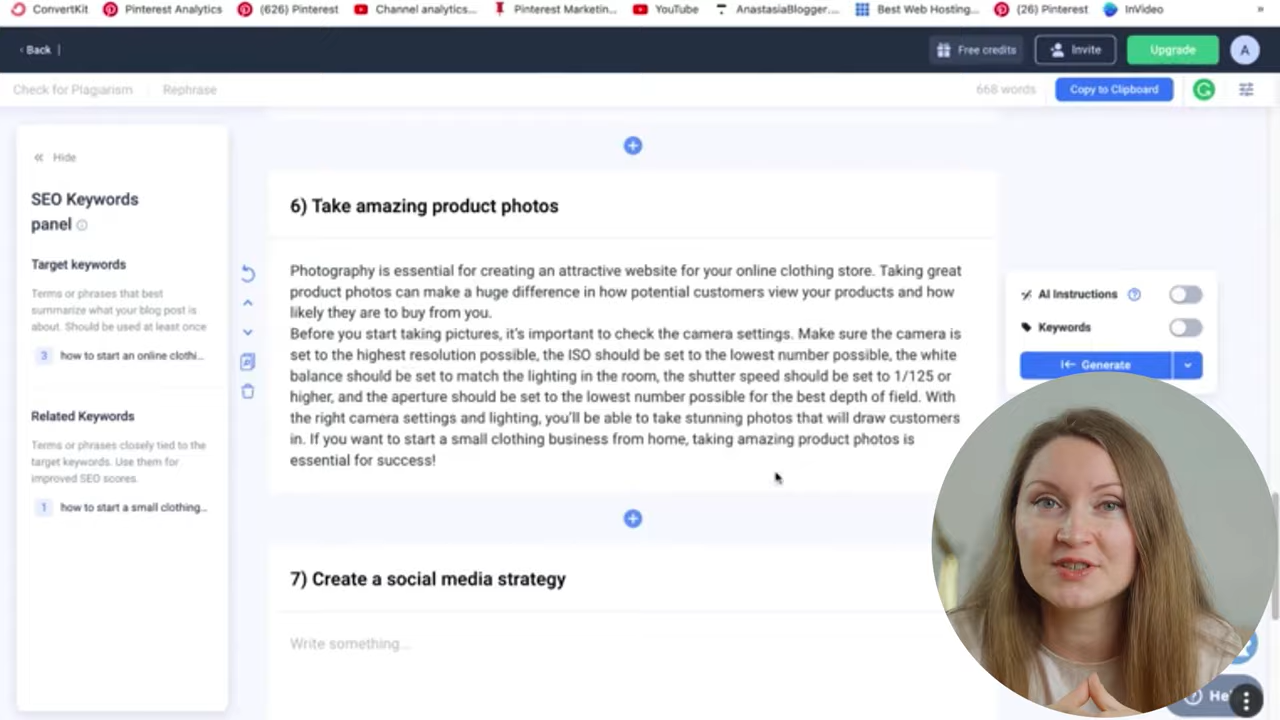 ConvertKit Pinterest Analytics (626) Pinterest Channel analytics... Pinterest Marketin... YouTube AnastasiaBlogger.... Best Web Hosting... (26) Pinterest InVideo »
‹ Back |
Free credits
Invite
Upgrade
A
Check for Plagiarism
Rephrase
668 words
Copy to Clipboard
« Hide
SEO Keywords
panel
Target keywords
Terms or phrases that best
summarize what your blog post is
about. Should be used at least once
3 how to start an online clothi...
Related Keywords
Terms or phrases closely tied to the
target keywords. Use them for
improved SEO scores.
1 how to start a small clothing...
6) Take amazing product photos
Photography is essential for creating an attractive website for your online clothing store. Taking great
product photos can make a huge difference in how potential customers view your products and how
likely they are to buy from you.
Before you start taking pictures, it's important to check the camera settings. Make sure the camera is
set to the highest resolution possible, the ISO should be set to the lowest number possible, the white
balance should be set to match the lighting in the room, the shutter speed should be set to 1/125 or
higher, and the aperture should be set to the lowest number possible for the best depth of field. With
the right camera settings and lighting, you'll be able to take stunning photos that will draw customers
in. If you want to start a small clothing business from home, taking amazing product photos is
essential for success!
7) Create a social media strategy
Write something...
AI Instructions
Keywords
Generate